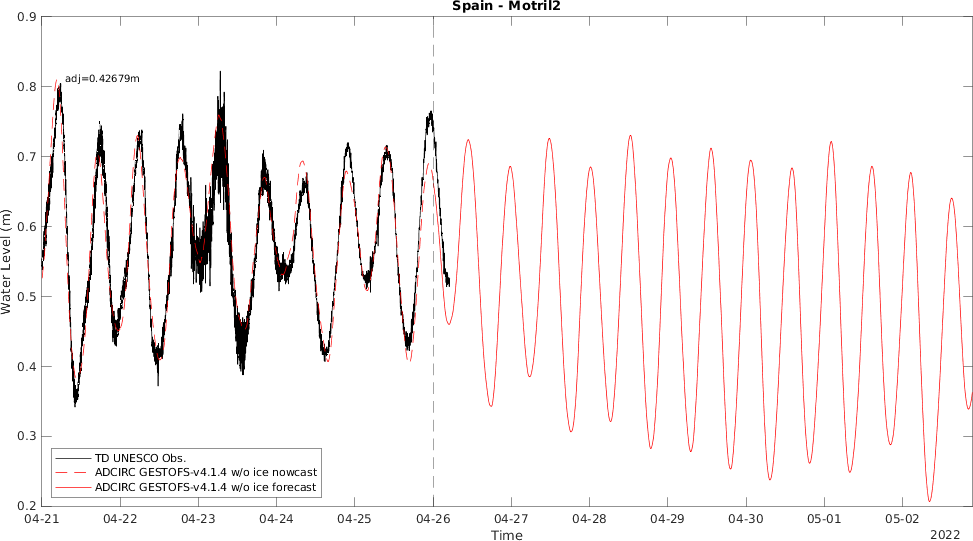 Spain - Motril2
0.9
0.8
0.7
0.6
0.5
0.4
0.3
0.2
Water Level (m)
adj=0.42679m
TD UNESCO Obs.
ADCIRC GESTOFS-v4.1.4 w/o ice nowcast
ADCIRC GESTOFS-v4.1.4 w/o ice forecast
04-21 04-22 04-23 04-24 04-25 04-26 04-27 04-28 04-29 04-30 05-01 05-02
Time
2022